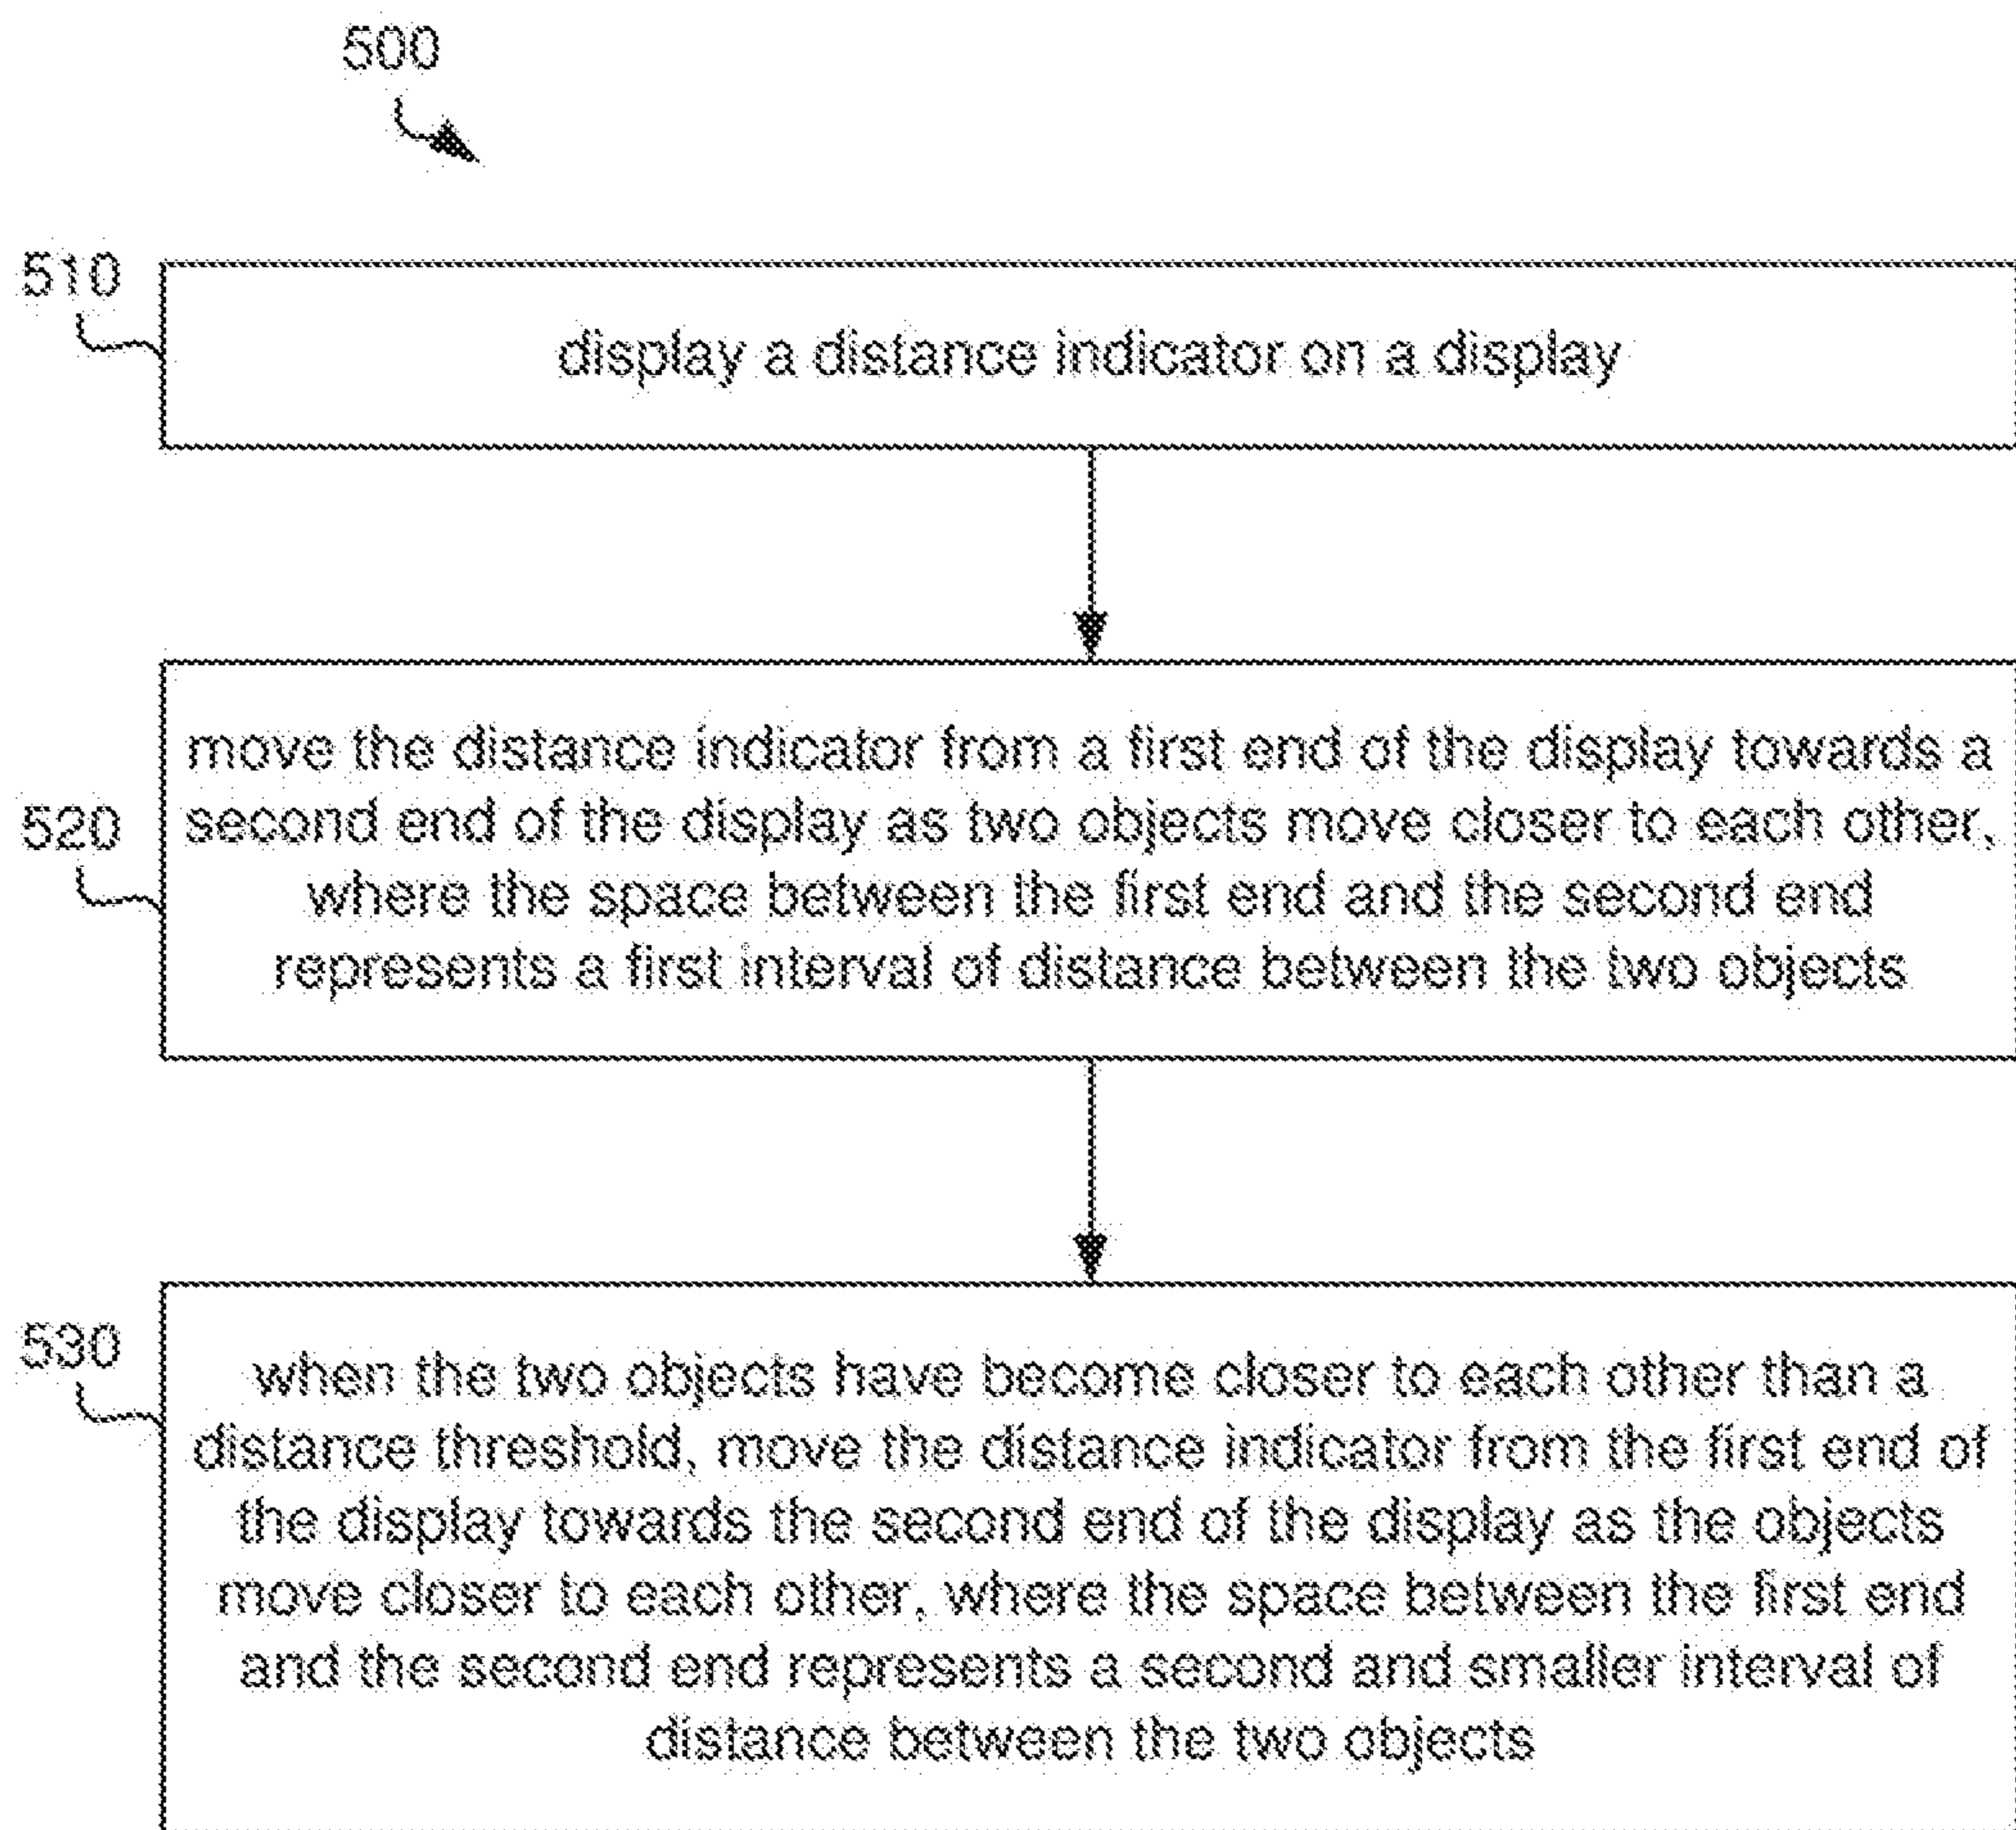 500
510
display a distance indicator on a display
520
move the distance indicator from a first end of the display towards a
second end of the display as two objects move closer to each other,
where the space between the first end and the second end
represents a first interval of distance between the two objects
530
when the two objects have become closer to each other than a
distance threshold, move the distance indicator from the first end of
the display towards the second end of the display as the objects
move closer to each other, where the space between the first end
and the second end represents a second and smaller interval of
distance between the two objects